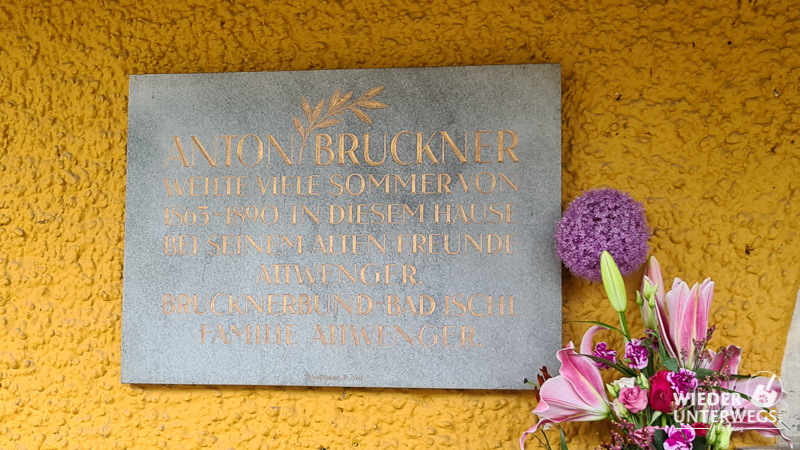 ANTON BRUCKNER
WEILTE VIELE SOMMER VON
1863-1890 IN DIESEM HAUSE
BEI SEINEM ALTEN FREUNDE
ATTWENGER.
BRUCKNERBUND-BAD ISCHL
FAMILIE ATTWENGER.
WIEDER
UNTERWEGS